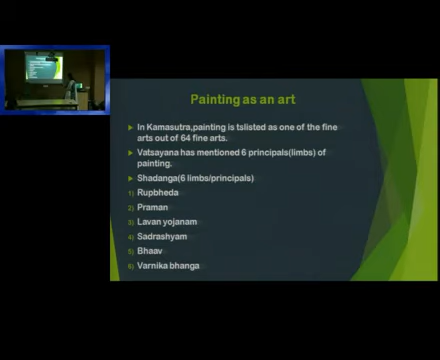 Painting as an art
In Kamasutra,painting is tslisted as one of the fine
arts out of 64 fine arts.
Vatsayana has mentioned 6 principals(limbs) of
painting.
Shadanga(6 limbs/principals)
1) Rupbheda
2) Praman
3) Lavan yojanam
4) Sadrashyam
5) Bhaav
6) Varnika bhanga